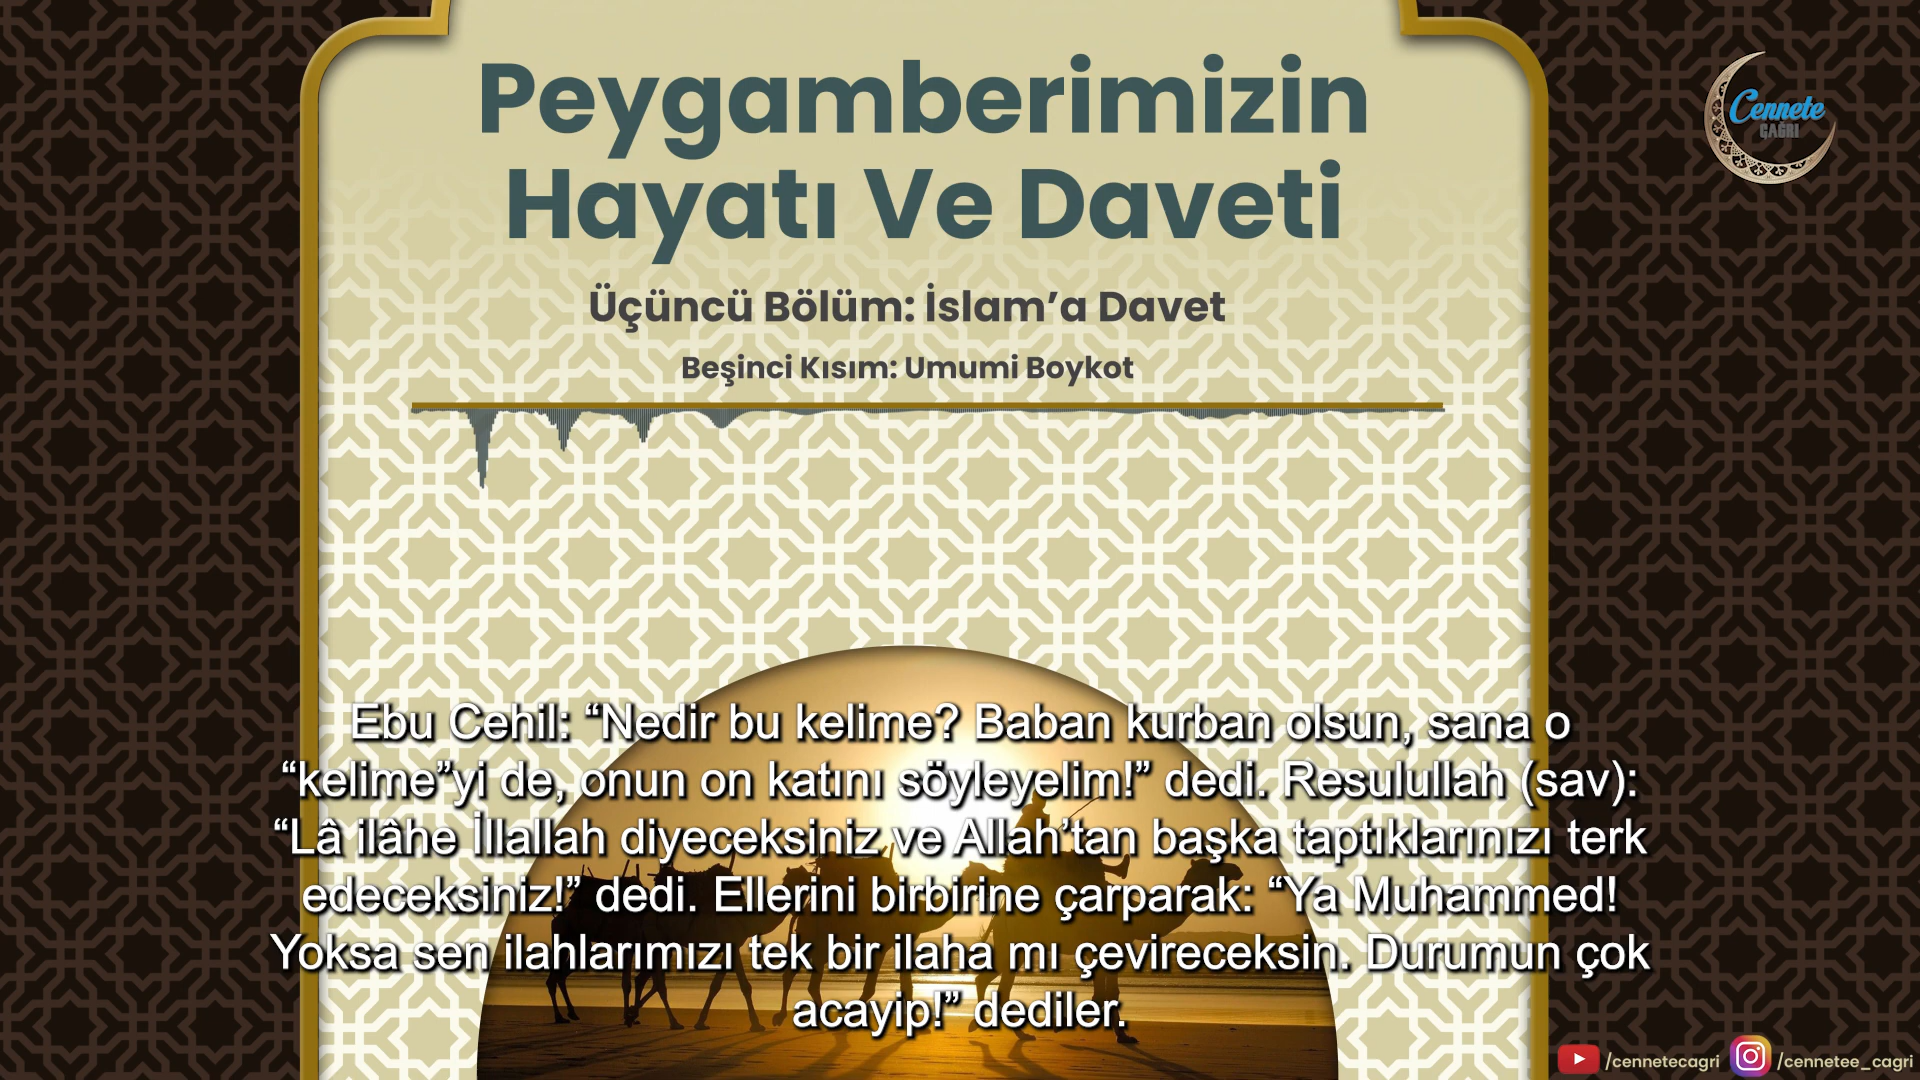 Peygamberimizin
Hayatı Ve Daveti
Cennete
ÇAĞRI
Üçüncü Bölüm: İslam’a Davet
Beşinci Kısım: Umumi Boykot
Ebu Cehil: “Nedir bu kelime? Baban kurban olsun, sana o
“kelime”yi de, onun on katını söyleyelim!” dedi. Resulullah (sav):
“Lâ ilâhe İllallah diyeceksiniz ve Allah’tan başka taptıklarınızı terk
edeceksiniz!” dedi. Ellerini birbirine çarparak: “Ya Muhammed!
Yoksa sen ilahlarımızı tek bir ilaha mı çevireceksin. Durumun çok
acayip!” dediler.
/cennetecagri /cennetee_cagri